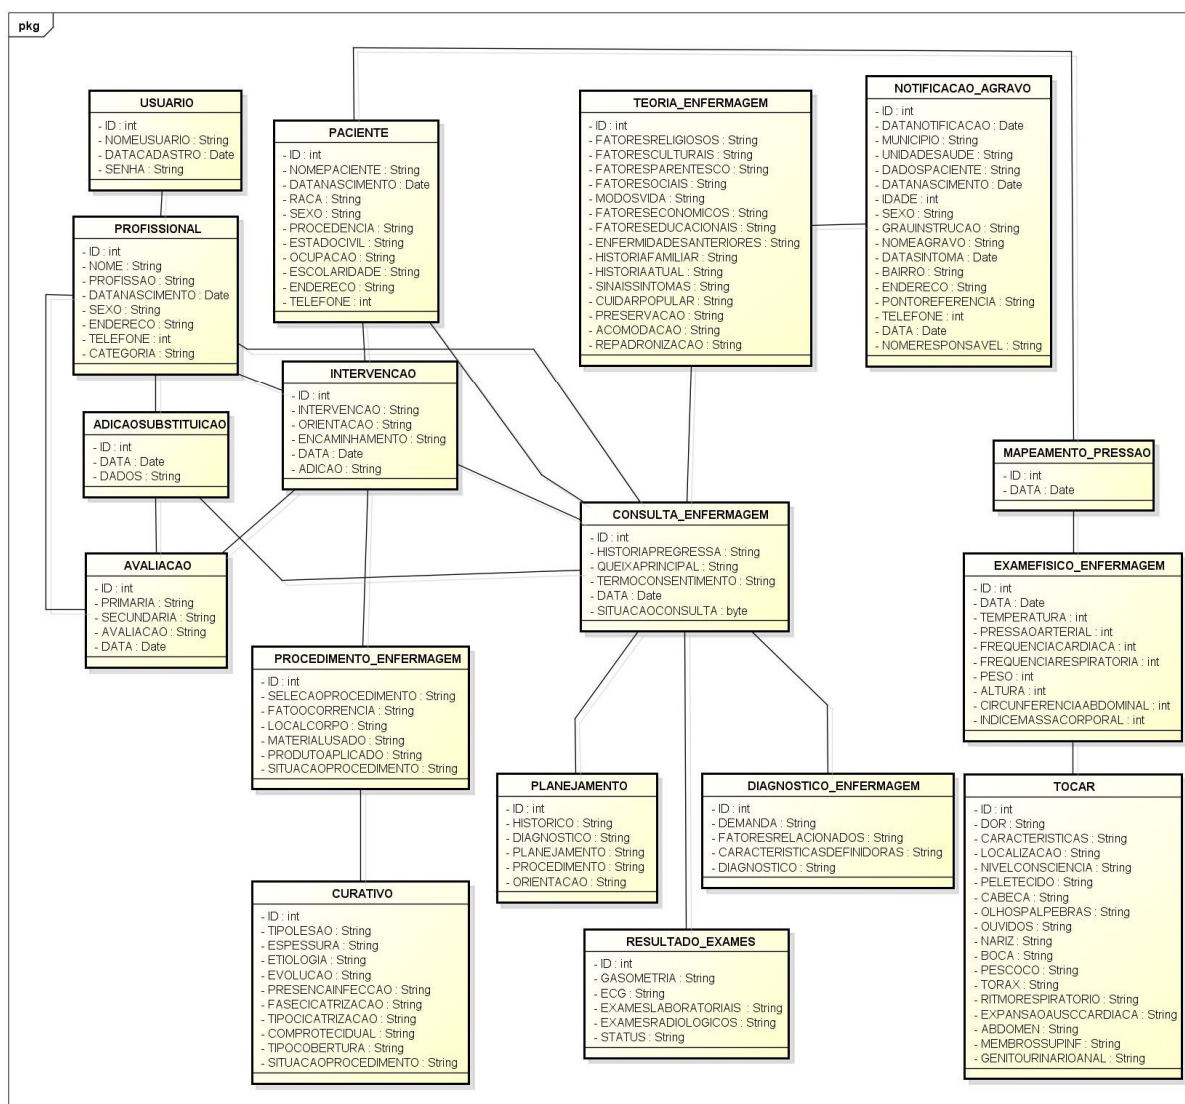 pkg
USUARIO
- ID : int
- NOMEUSUARIO : String
- DATACADASTRO : Date
- SENHA : String
PACIENTE
- ID : int
- NOMEPACIENTE : String
- DATANASCIMENTO : Date
- RACA : String
- SEXO : String
- PROCEDENCIA : String
- ESTADOCIVIL : String
- OCUPACAO : String
- ESCOLARIDADE : String
- ENDERECO : String
- TELEFONE : int
TEORIA_ENFERMAGEM
- ID : int
- FATORESRELIGIOSOS : String
- FATORESCULTURAIS : String
- FATORESPARENTESCO : String
- FATORESOCIAIS : String
- MODOSVIDA : String
- FATORESECONOMICOS : String
- FATORESEDUCACIONAIS : String
- ENFERMIDADESANTERIORES : String
- HISTORIAFAMILIAR : String
- HISTORIAATUAL : String
- SINAISSINTOMAS : String
- CUIDARPOPULAR : String
- PRESERVACAO : String
- ACOMODACAO : String
- REPADRONIZACAO : String
NOTIFICACAO_AGRAVO
- ID : int
- DATANOTIFICACAO : Date
- MUNICIPIO : String
- UNIDADESAUDE : String
- DADOSPACIENTE : String
- DATANASCIMENTO : Date
- IDADE : int
- SEXO : String
- GRAUINSTRUCAO : String
- NOMEAGRAVO : String
- DATASINTOMA : Date
- BAIRRO : String
- ENDERECO : String
- PONTOREFERENCIA : String
- TELEFONE : int
- DATA : Date
- NOMERESPONSAVEL : String
PROFISSIONAL
- ID : int
- NOME : String
- PROFISSAO : String
- DATANASCIMENTO : Date
- SEXO : String
- ENDERECO : String
- TELEFONE : int
- CATEGORIA : String
INTERVENCAO
- ID : int
- INTERVENCAO : String
- ORIENTACAO : String
- ENCAMINHAMENTO : String
- DATA : Date
- ADICAO : String
ADICAOSUBSTITUICAO
- ID : int
- DATA : Date
- DADOS : String
MAPEAMENTO_PRESSAO
- ID : int
- DATA : Date
CONSULTA_ENFERMAGEM
- ID : int
- HISTORIAPREGRESSA : String
- QUEIXAPRINCIPAL : String
- TERMOCONSENTIMENTO : String
- DATA : Date
- SITUACAOCONSULTA : byte
AVALIACAO
- ID : int
- PRIMARIA : String
- SECUNDARIA : String
- AVALIACAO : String
- DATA : Date
EXAMEFISICO_ENFERMAGEM
- ID : int
- DATA : Date
- TEMPERATURA : int
- PRESSAOARTERIAL : int
- FREQUENCIACARDIACA : int
- FREQUENCIARESPIRATORIA : int
- PESO : int
- ALTURA : int
- CIRCUNFERENCIAABDOMINAL : int
- INDICEMASSACORPORAL : int
PROCEDIMENTO_ENFERMAGEM
- ID : int
- SELECAOPROCEDIMENTO : String
- FATOOCORRENCIA : String
- LOCALCORPO : String
- MATERIALUSADO : String
- PRODUTOAPLICADO : String
- SITUACAOPROCEDIMENTO : String
PLANEJAMENTO
- ID : int
- HISTORICO : String
- DIAGNOSTICO : String
- PLANEJAMENTO : String
- PROCEDIMENTO : String
- ORIENTACAO : String
DIAGNOSTICO_ENFERMAGEM
- ID : int
- DEMANDA : String
- FATORESRELACIONADOS : String
- CARACTERISTICASDEFINIDORAS : String
- DIAGNOSTICO : String
TOCAR
- ID : int
- DOR : String
- CARACTERISTICAS : String
- LOCALIZACAO : String
- NIVELCONSCIENCIA : String
- PELETECIDO : String
- CABECA : String
- OLHOSPALPEBRAS : String
- OUVIDOS : String
- NARIZ : String
- BOCA : String
- PESCOCO : String
- TORAX : String
- RITMORESPIRATORIO : String
- EXPANSAOAUSCCARDIACA : String
- ABDOMEN : String
- MEMBROSSUPINF : String
- GENITOURINARIOANAL : String
CURATIVO
- ID : int
- TIPOLESAO : String
- ESPESSURA : String
- ETIOLOGIA : String
- EVOLUCAO : String
- PRESENCAINFECCAO : String
- FASECICATRIZACAO : String
- TIPOCICATRIZACAO : String
- COMPROTECIDUAL : String
- TIPOCOBERTURA : String
- SITUACAOPROCEDIMENTO : String
RESULTADO_EXAMES
- ID : int
- GASOMETRIA : String
- ECG : String
- EXAMESLABORATORIAIS : String
- EXAMESRADIOLOGICOS : String
- STATUS : String